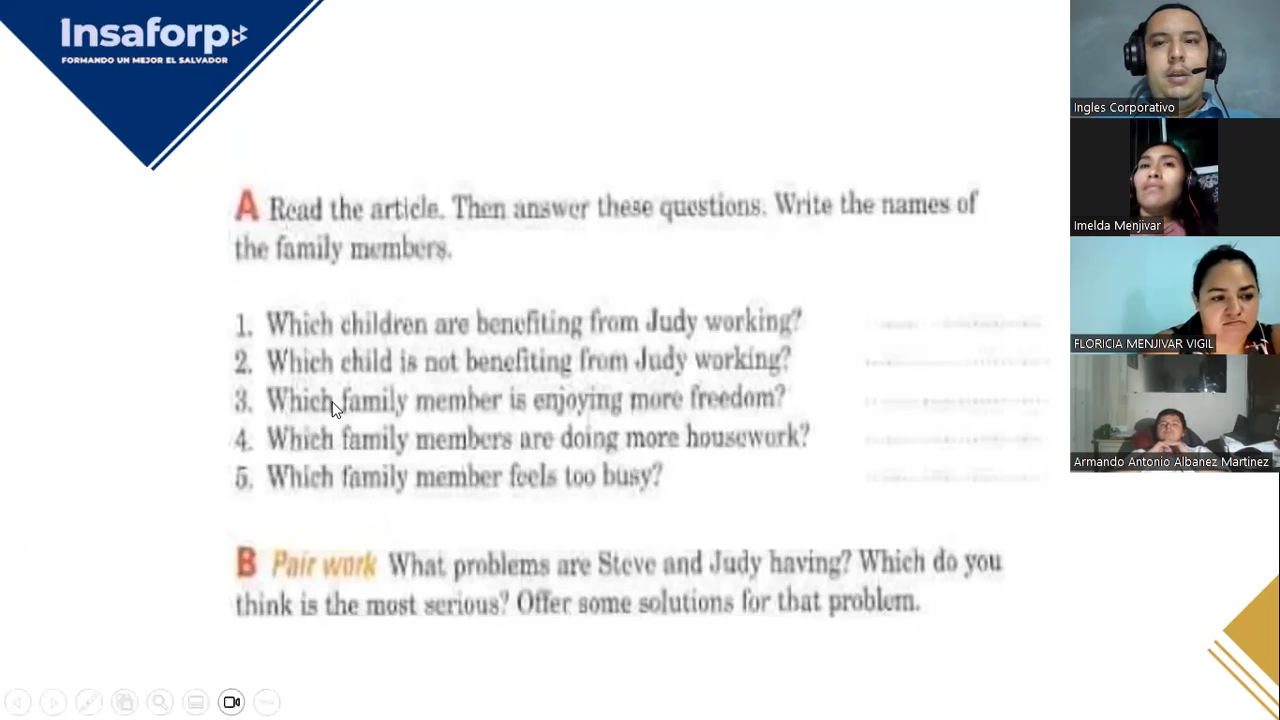 Insaforp
FORMANDO UN MEJOR EL SALVADOR
A Read the article. Then answer these questions. Write the names of
the family members.
1. Which children are benefiting from Judy working?
2. Which child is not benefiting from Judy working?
3. Which family member is enjoying more freedom?
4. Which family members are doing more housework?
5. Which family member feels too busy?
B Pair work What problems are Steve and Judy having? Which do you
think is the most serious? Offer some solutions for that problem.
Ingles Corporativo
Imelda Menjivar
FLORICIA MENJIVAR VIGIL
Armando Antonio Albanez Martinez